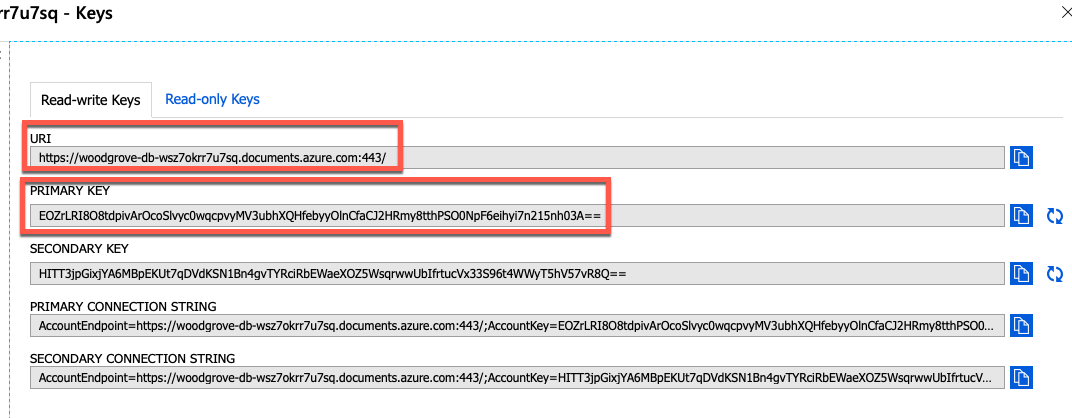 rr7u7sq - Keys
Read-write Keys Read-only Keys
URI
https://woodgrove-db-wsz7okrr7u7sq.documents.azure.com:443/
PRIMARY KEY
EOZrLRI8O8tdpivArOcoSlvyc0wqcpvyMV3ubhXQHfebyyOlnCfaCJ2HRmy8tthPSO0NpF6eihyi7n215nh03A==
SECONDARY KEY
HITT3jpGixjYA6MBpEKUt7qDVdKSN1Bn4gvTYRciRbEWaeXOZ5WsqrwwUbIfrtucVx33S96t4WWyT5hV57vR8Q==
PRIMARY CONNECTION STRING
AccountEndpoint=https://woodgrove-db-wsz7okrr7u7sq.documents.azure.com:443/;AccountKey=EOZrLRI8O8tdpivArOcoSlvyc0wqcpvyMV3ubhXQHfebyyOlnCfaCJ2HRmy8tthPSO0...
SECONDARY CONNECTION STRING
AccountEndpoint=https://woodgrove-db-wsz7okrr7u7sq.documents.azure.com:443/;AccountKey=HITT3jpGixjYA6MBpEKUt7qDVdKSN1Bn4gvTYRciRbEWaeXOZ5WsqrwwUbIfrtucV...